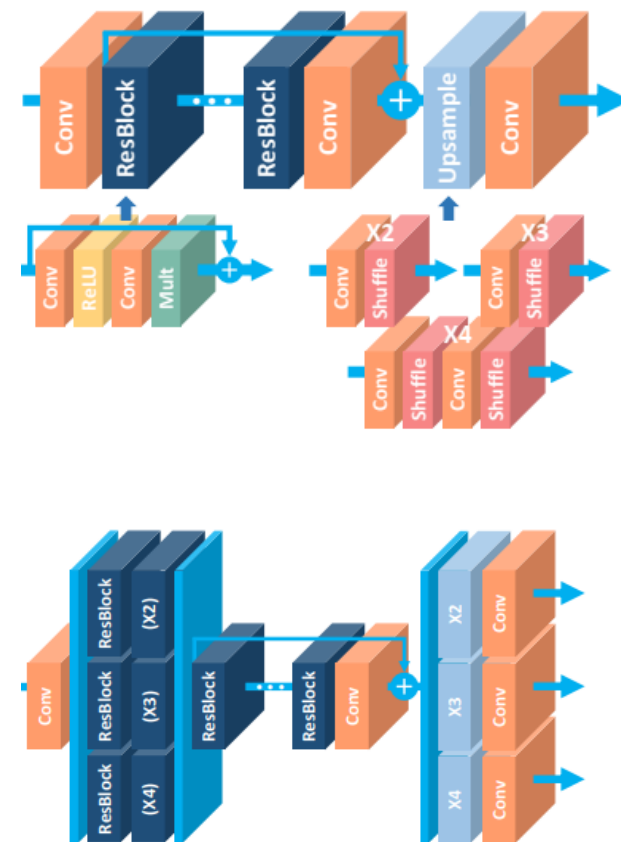 Conv
ResBlock
ResBlock
Conv
Upsample
Conv
Conv
ReLU
Conv
Mult
X2
Conv
Shuffle
X3
Conv
Shuffle
X4
Conv
Shuffle
Conv
Shuffle
Conv
ResBlock
(X2)
ResBlock
(X3)
ResBlock
(X4)
ResBlock
ResBlock
Conv
X2
Conv
X3
Conv
X4
Conv